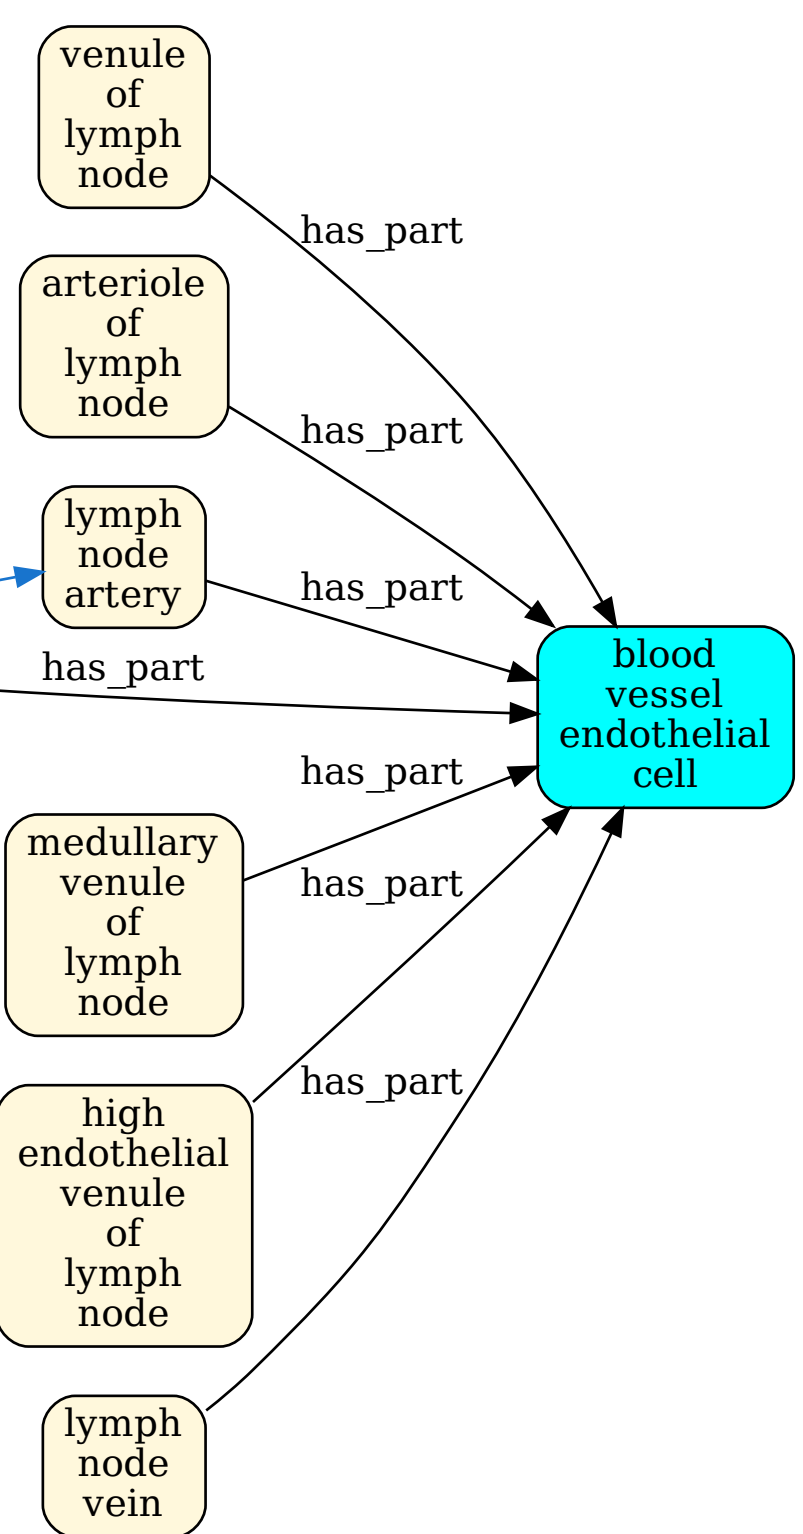 venule
of
lymph
node
has_part
arteriole
of
lymph
node
has_part
lymph
node
artery
has_part
has_part
blood
vessel
endothelial
cell
has_part
medullary
venule
of
lymph
node
has_part
high
endothelial
venule
of
lymph
node
has_part
lymph
node
vein